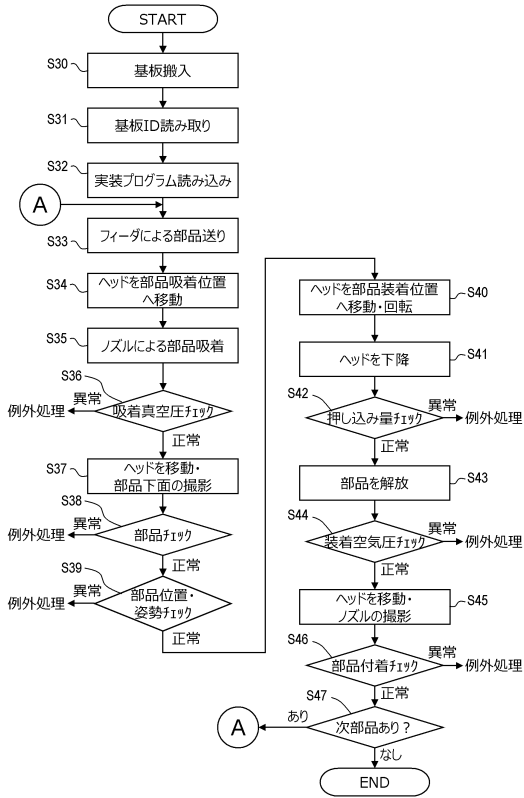 START
S30
基板搬入
S31
基板ID読み取り
S32
実装プログラム読み込み
A
S33
フィーダによる部品送り
S34
ヘッドを部品吸着位置
へ移動
S35
ノズルによる部品吸着
S36
吸着真空圧チェック
異常
例外処理
正常
S37
ヘッドを移動・
部品下面の撮影
S38
部品チェック
異常
例外処理
正常
S39
部品位置・
姿勢チェック
異常
例外処理
正常
ヘッドを部品装着位置
へ移動・回転
S40
ヘッドを下降
S41
S42
押し込み量チェック
異常
例外処理
正常
部品を解放
S43
S44
装着空気圧チェック
異常
例外処理
正常
ヘッドを移動・
ノズルの撮影
S45
S46
部品付着チェック
異常
例外処理
正常
S47
次部品あり？
あり
A
なし
END